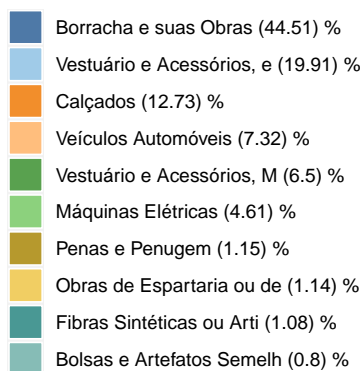 Borracha e suas Obras (44.51) %
Vestuário e Acessórios, e (19.91) %
Calçados (12.73) %
Veículos Automóveis (7.32) %
Vestuário e Acessórios, M (6.5) %
Máquinas Elétricas (4.61) %
Penas e Penugem (1.15) %
Obras de Espartaria ou de (1.14) %
Fibras Sintéticas ou Arti (1.08) %
Bolsas e Artefatos Semelh (0.8) %